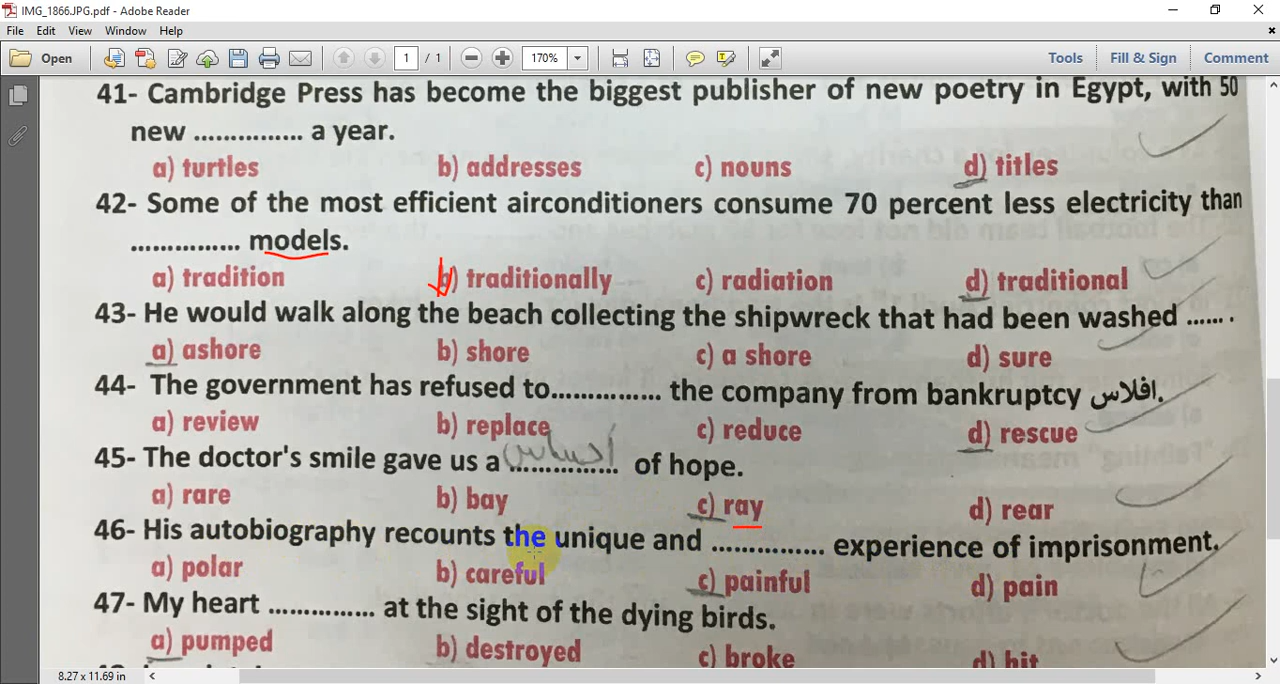 IMG_1866.JPG.pdf - Adobe Reader
File Edit View Window Help
Open 1 / 1 170% Tools Fill & Sign Comment
41- Cambridge Press has become the biggest publisher of new poetry in Egypt, with 50
new ............... a year.
a) turtles b) addresses c) nouns d) titles
42- Some of the most efficient airconditioners consume 70 percent less electricity than
............... models.
a) tradition b) traditionally c) radiation d) traditional
43- He would walk along the beach collecting the shipwreck that had been washed ...... .
a) ashore b) shore c) a shore d) sure
44- The government has refused to............... the company from bankruptcy افلاس.
a) review b) replace c) reduce d) rescue
45- The doctor's smile gave us a ............... of hope.
أحساس
a) rare b) bay c) ray d) rear
46- His autobiography recounts the unique and ............... experience of imprisonment.
a) polar b) careful c) painful d) pain
47- My heart ............... at the sight of the dying birds.
a) pumped b) destroyed c) broke d) hit
8.27 x 11.69 in